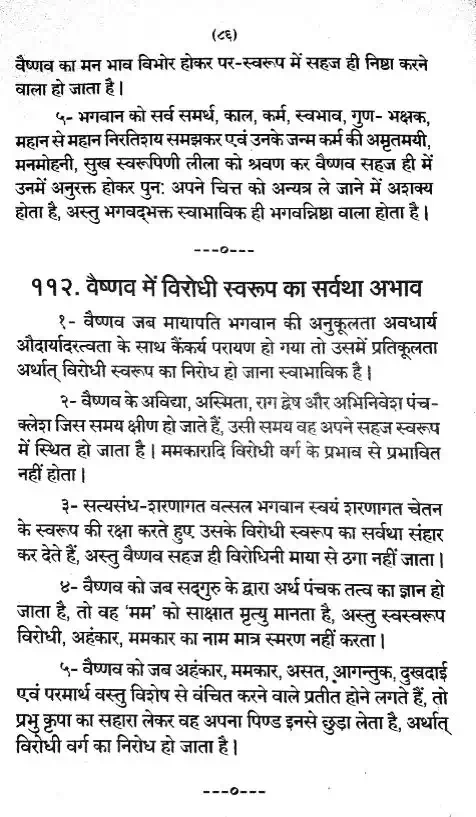 (८६)
वैष्णव का मन भाव विभोर होकर पर-स्वरूप में सहज ही निष्ठा करने
वाला हो जाता है।
५- भगवान को सर्व समर्थ, काल, कर्म, स्वभाव, गुण- भक्षक,
महान से महान निरतिशय समझकर एवं उनके जन्म कर्म की अमृतमयी,
मनमोहनी, सुख स्वरूपिणी लीला को श्रवण कर वैष्णव सहज ही में
उनमें अनुरक्त होकर पुन: अपने चित्त को अन्यत्र ले जाने में अशक्य
होता है, अस्तु भगवद्भक्त स्वाभाविक ही भगवन्निष्ठा वाला होता है।
---०---
११२. वैष्णव में विरोधी स्वरूप का सर्वथा अभाव
१- वैष्णव जब मायापति भगवान की अनुकूलता अवधार्य
औदार्यादरत्वता के साथ कैंकर्य परायण हो गया तो उसमें प्रतिकूलता
अर्थात् विरोधी स्वरूप का निरोध हो जाना स्वाभाविक है।
२- वैष्णव के अविद्या, अस्मिता, राग द्वेष और अभिनिवेश पंच-
क्लेश जिस समय क्षीण हो जाते हैं, उसी समय वह अपने सहज स्वरूप
में स्थित हो जाता है। ममकारादि विरोधी वर्ग के प्रभाव से प्रभावित
नहीं होता।
३- सत्यसंध-शरणागत वत्सल भगवान स्वयं शरणागत चेतन
के स्वरूप की रक्षा करते हुए उसके विरोधी स्वरूप का सर्वथा संहार
कर देते हैं, अस्तु वैष्णव सहज ही विरोधिनी माया से ठगा नहीं जाता।
४- वैष्णव को जब सद्‌गुरु के द्वारा अर्थ पंचक तत्व का ज्ञान हो
जाता है, तो वह 'मम' को साक्षात मृत्यु मानता है, अस्तु स्वस्वरूप
विरोधी, अहंकार, ममकार का नाम मात्र स्मरण नहीं करता।
५- वैष्णव को जब अहंकार, ममकार, असत, आगन्तुक, दुखदाई
एवं परमार्थ वस्तु विशेष से वंचित करने वाले प्रतीत होने लगते हैं, तो
प्रभु कृपा का सहारा लेकर वह अपना पिण्ड इनसे छुड़ा लेता है, अर्थात्
विरोधी वर्ग का निरोध हो जाता है।
---०---